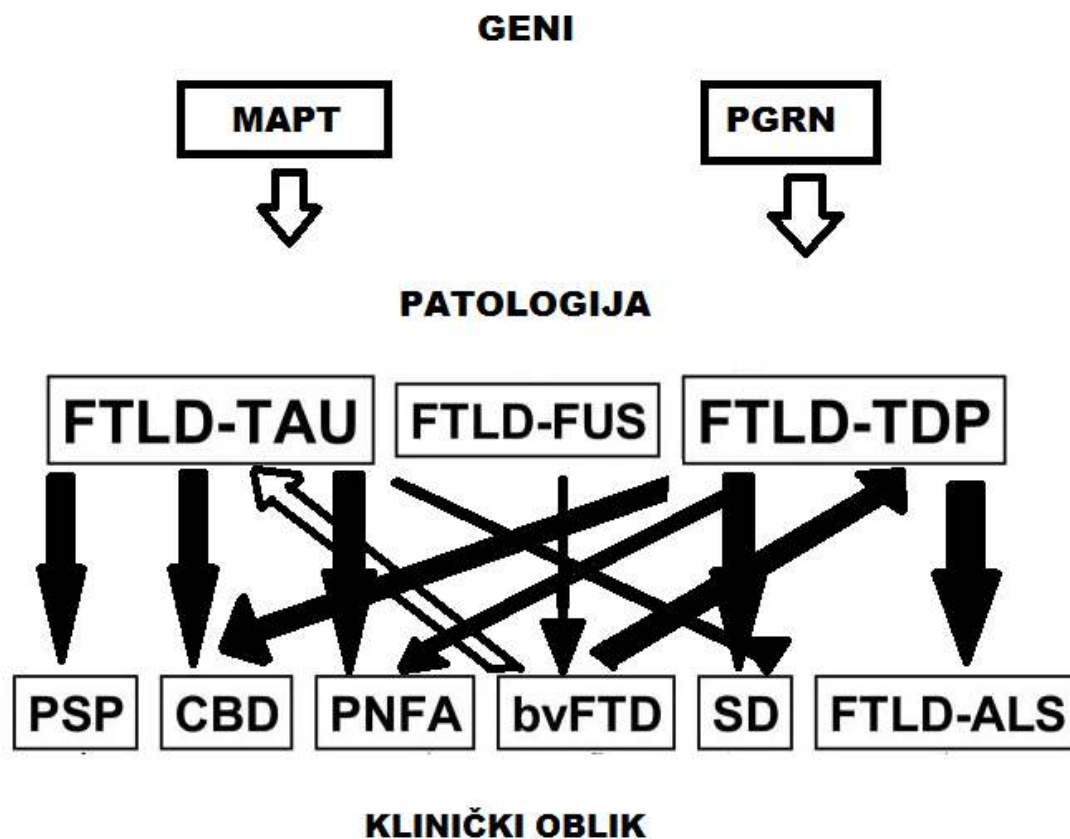 GENI
MAPT PGRN
PATOLOGIJA
FTLD-TAU FTLD-FUS FTLD-TDP
PSP CBD PNFA bvFTD SD FTLD-ALS
KLINIČKI OBLIK